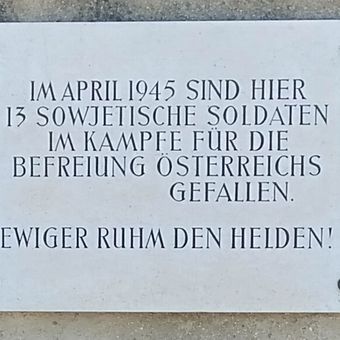 IM APRIL 1945 SIND HIER
13 SOWJETISCHE SOLDATEN
IM KAMPFE FÜR DIE
BEFREIUNG ÖSTERREICHS
GEFALLEN.
EWIGER RUHM DEN HELDEN!